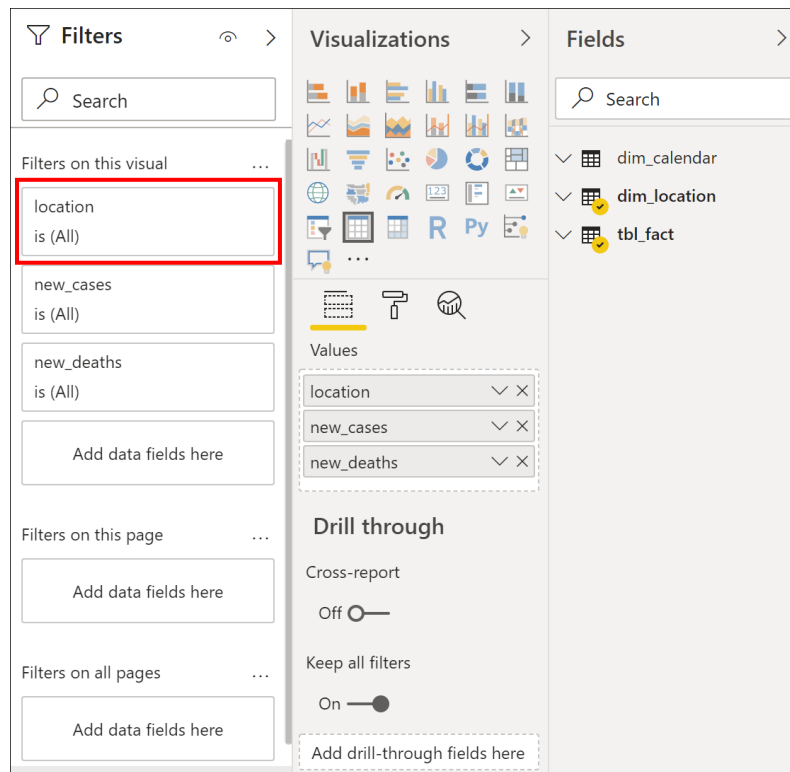 Filters
Search
Filters on this visual
...
location
is (All)
new_cases
is (All)
new_deaths
is (All)
Add data fields here
Filters on this page
...
Add data fields here
Filters on all pages
...
Add data fields here
Visualizations
123
R
Py
...
Values
location
new_cases
new_deaths
Drill through
Cross-report
Off
Keep all filters
On
Add drill-through fields here
Fields
Search
dim_calendar
dim_location
tbl_fact